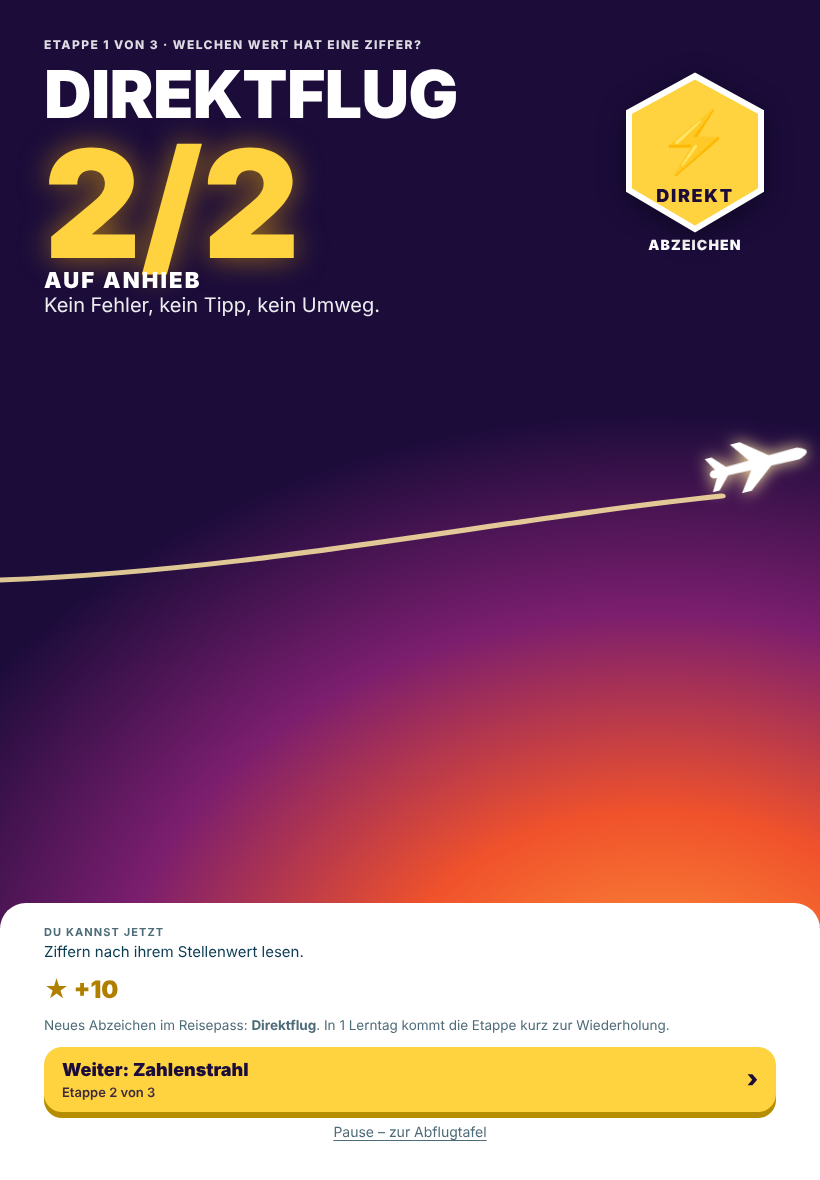 ETAPPE 1 VON 3 · WELCHEN WERT HAT EINE ZIFFER?
DIREKTFLUG
2/2
AUF ANHIEB
Kein Fehler, kein Tipp, kein Umweg.
DIREKT
ABZEICHEN
DU KANNST JETZT
Ziffern nach ihrem Stellenwert lesen.
★ +10
Neues Abzeichen im Reisepass: Direktflug. In 1 Lerntag kommt die Etappe kurz zur Wiederholung.
Weiter: Zahlenstrahl
Etappe 2 von 3
›
Pause – zur Abflugtafel